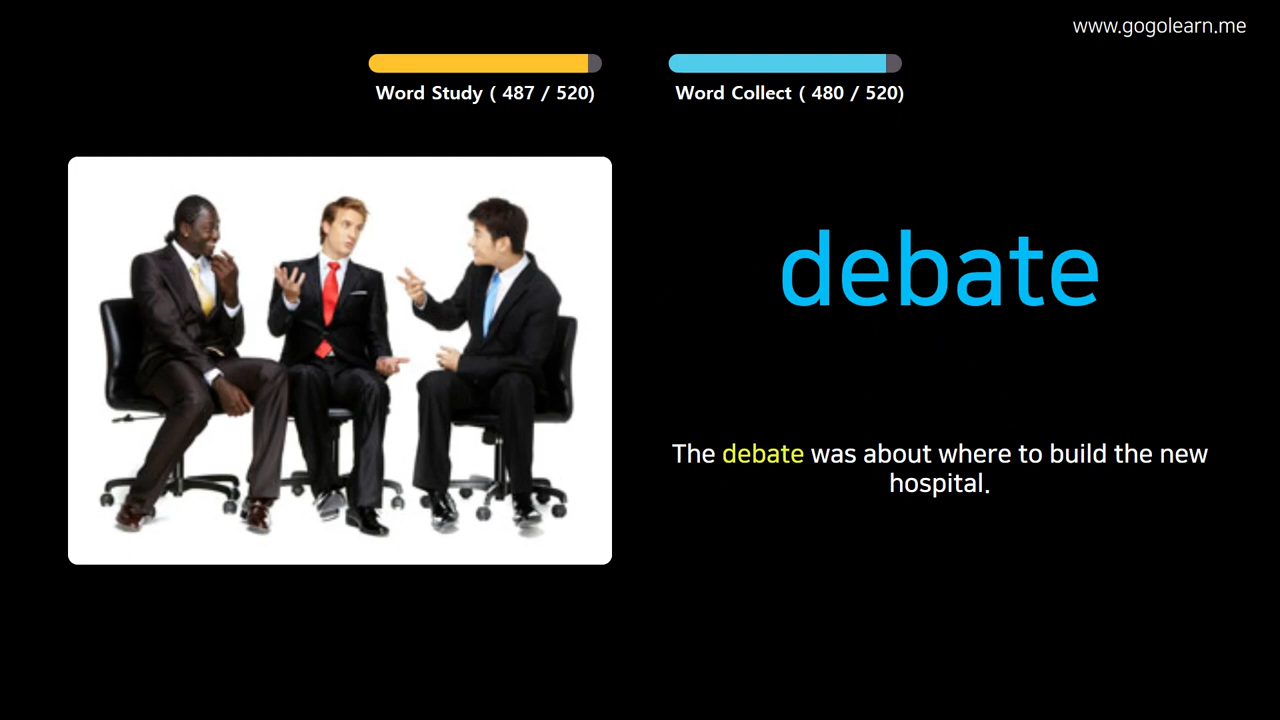 www.gogolearn.me
Word Study ( 487 / 520)
Word Collect ( 480 / 520)
debate
The debate was about where to build the new
hospital.